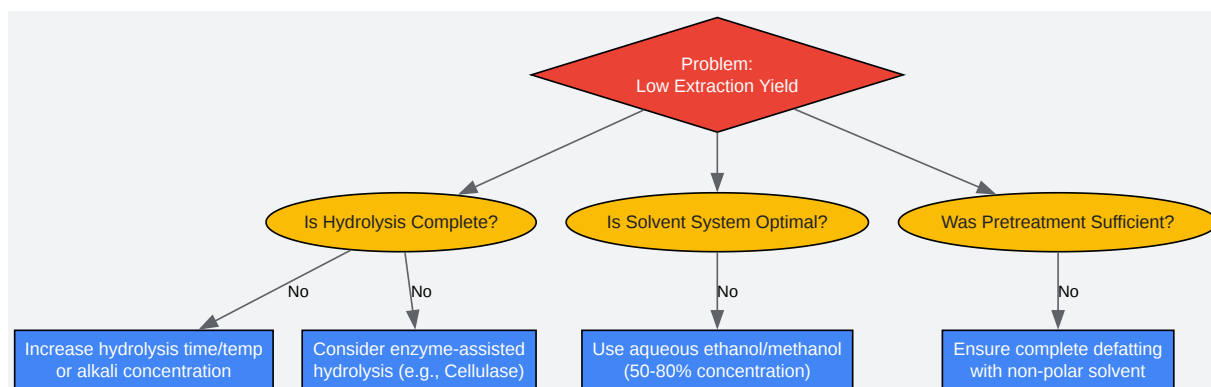 Problem:
Low Extraction Yield
Is Hydrolysis Complete?
Is Solvent System Optimal?
Was Pretreatment Sufficient?
No
No
No
No
Increase hydrolysis time/temp
or alkali concentration
Consider enzyme-assisted
hydrolysis (e.g., Cellulase)
Use aqueous ethanol/methanol
(50-80% concentration)
Ensure complete defatting
with non-polar solvent